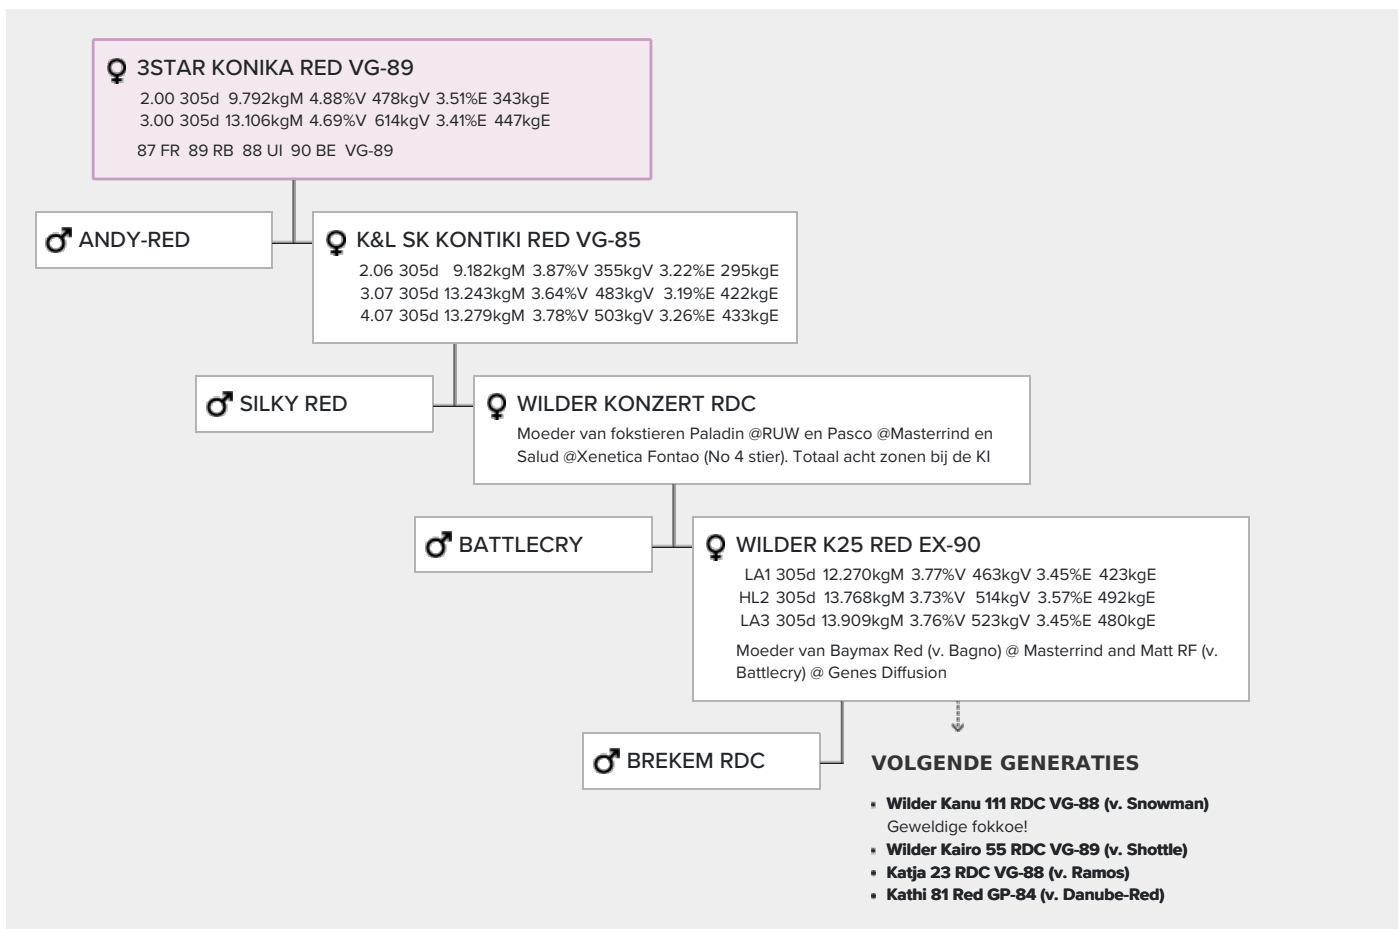 3STAR KONIKA RED VG-89
2.00 305d 9.792kgM 4.88%V 478kgV 3.51%E 343kgE
3.00 305d 13.106kgM 4.69%V 614kgV 3.41%E 447kgE
87 FR 89 RB 88 UI 90 BE VG-89
ANDY-RED
K&L SK KONTIKI RED VG-85
2.06 305d 9.182kgM 3.87%V 355kgV 3.22%E 295kgE
3.07 305d 13.243kgM 3.64%V 483kgV 3.19%E 422kgE
4.07 305d 13.279kgM 3.78%V 503kgV 3.26%E 433kgE
SILKY RED
WILDER KONZERT RDC
Moeder van fokstieren Paladin @RUW en Pasco @Masterrind en
Salud @Xenetica Fontao (No 4 stier). Totaal acht zonen bij de KI
BATTLECRY
WILDER K25 RED EX-90
LA1 305d 12.270kgM 3.77%V 463kgV 3.45%E 423kgE
HL2 305d 13.768kgM 3.73%V 514kgV 3.57%E 492kgE
LA3 305d 13.909kgM 3.76%V 523kgV 3.45%E 480kgE
Moeder van Baymax Red (v. Bagno) @ Masterrind and Matt RF (v.
Battlecry) @ Genes Diffusion
BREKEM RDC
VOLGENDE GENERATIES
• Wilder Kanu 111 RDC VG-88 (v. Snowman)
Geweldige fokkoe!
• Wilder Kairo 55 RDC VG-89 (v. Shottle)
• Katja 23 RDC VG-88 (v. Ramos)
• Kathi 81 Red GP-84 (v. Danube-Red)